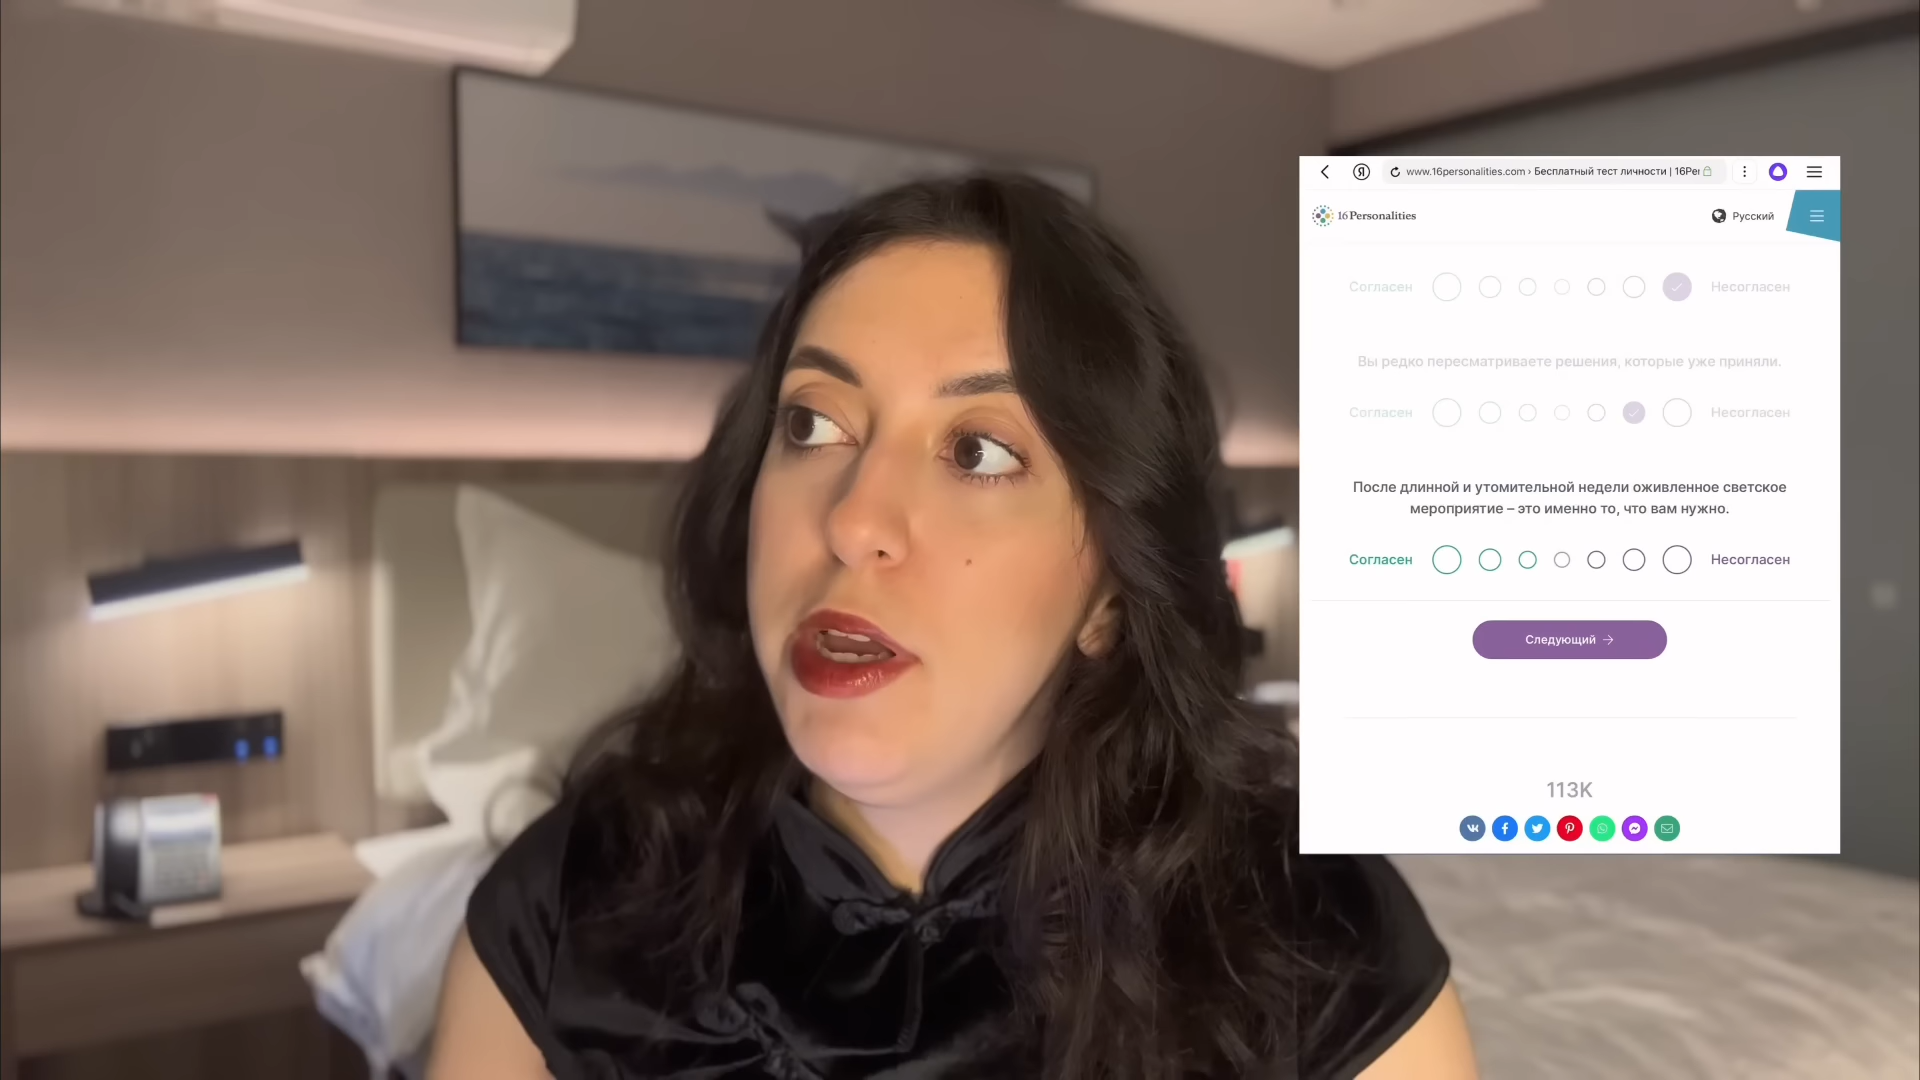 www.16personalities.com › Бесплатный тест личности | 16Per
16Personalities
Русский
Согласен
Несогласен
Вы редко пересматриваете решения, которые уже приняли.
Согласен
Несогласен
После длинной и утомительной недели оживленное светское
мероприятие – это именно то, что вам нужно.
Согласен
Несогласен
Следующий →
113K